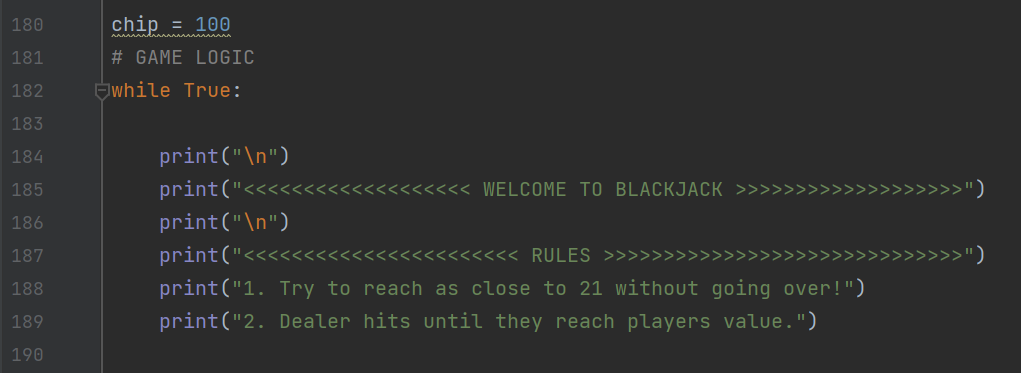 180 chip = 100
181 # GAME LOGIC
182 while True:
183
184 print("\n")
185 print("<<<<<<<<<<<<<<<<<<< WELCOME TO BLACKJACK >>>>>>>>>>>>>>>>>>>")
186 print("\n")
187 print("<<<<<<<<<<<<<<<<<<<<<<< RULES >>>>>>>>>>>>>>>>>>>>>>>>>>>>>>")
188 print("1. Try to reach as close to 21 without going over!")
189 print("2. Dealer hits until they reach players value.")
190